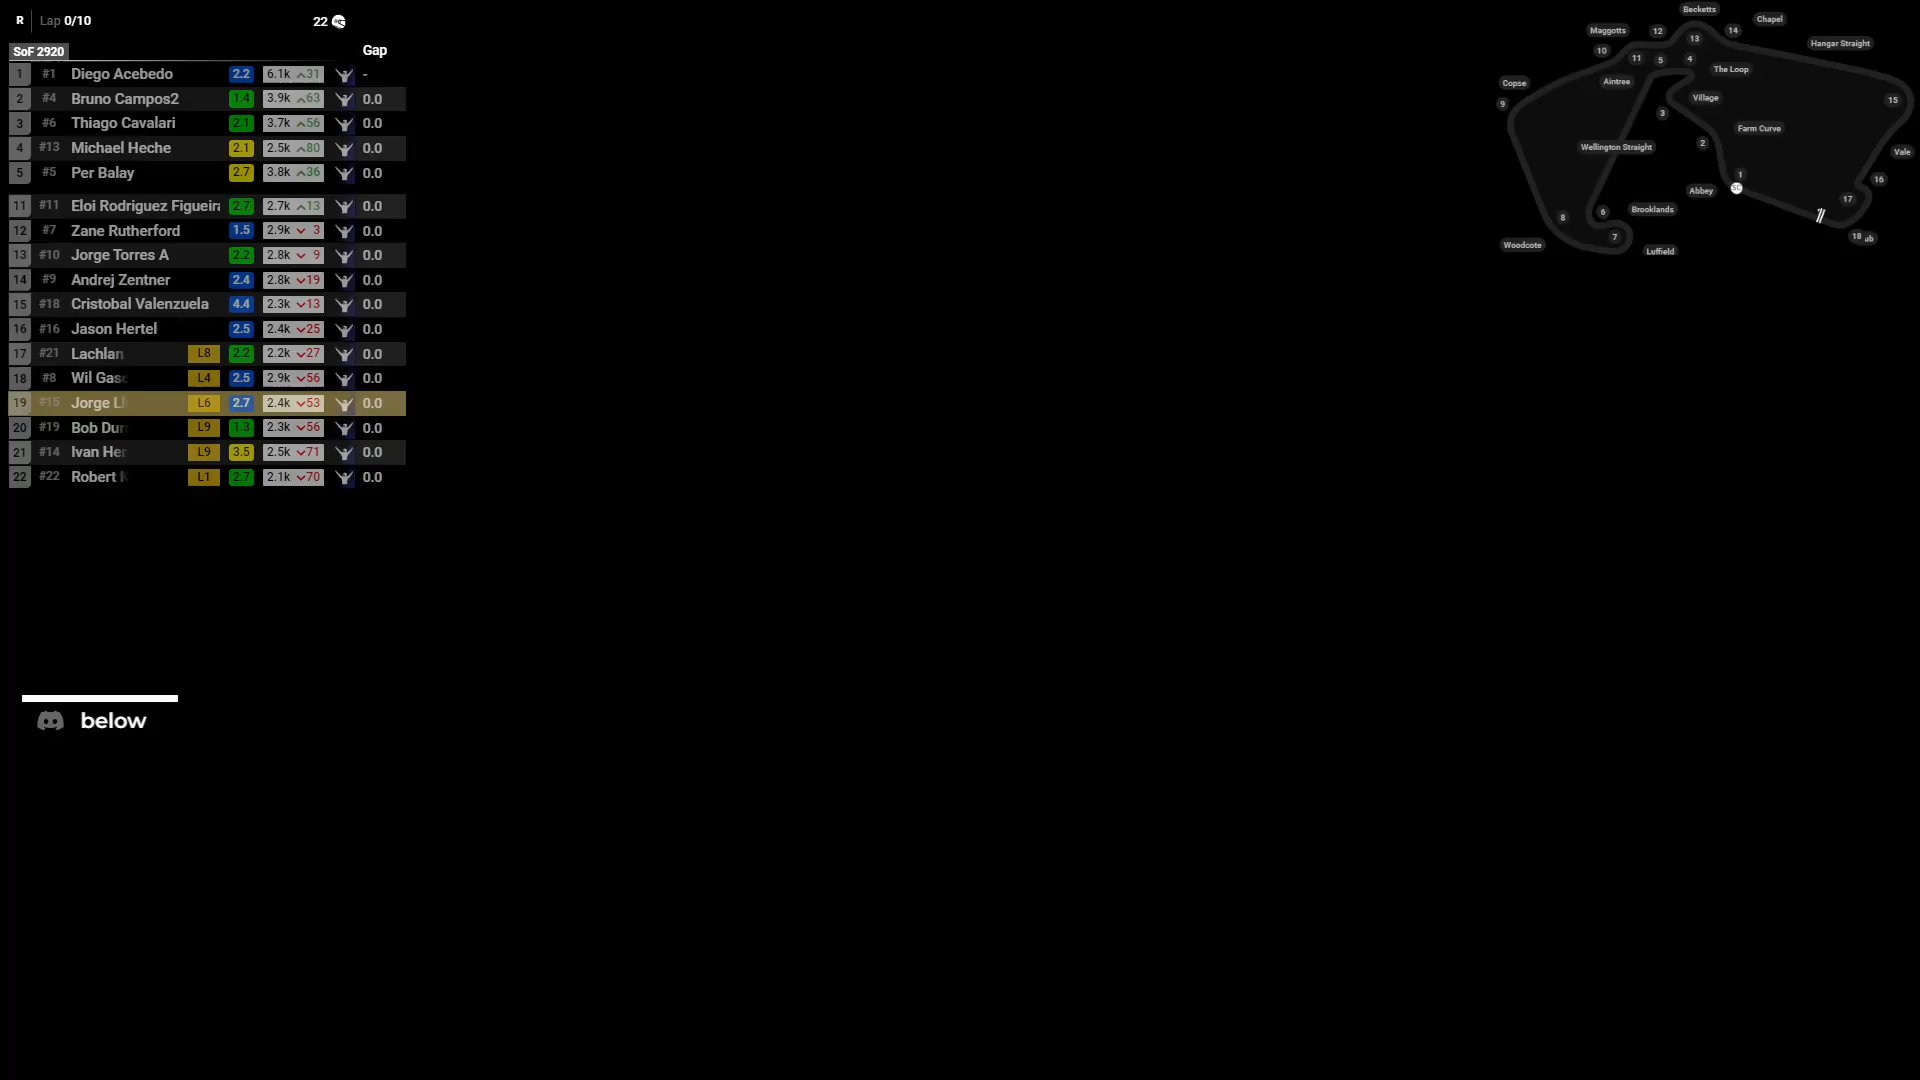 R Lap 0/10 22
SoF 2920 Gap
1 #1 Diego Acebedo 2.2 6.1k 31 -
2 #4 Bruno Campos2 1.4 3.9k 63 0.0
3 #6 Thiago Cavalari 2.1 3.7k 56 0.0
4 #13 Michael Heche 2.1 2.5k 80 0.0
5 #5 Per Balay 2.7 3.8k 36 0.0
11 #11 Eloi Rodriguez Figueira 2.7 2.7k 13 0.0
12 #7 Zane Rutherford 1.5 2.9k 3 0.0
13 #10 Jorge Torres A 2.2 2.8k 9 0.0
14 #9 Andrej Zentner 2.4 2.8k 19 0.0
15 #18 Cristobal Valenzuela 4.4 2.3k 13 0.0
16 #16 Jason Hertel 2.5 2.4k 25 0.0
17 #21 Lachlan L8 2.2 2.2k 27 0.0
18 #8 Wil Gas L4 2.5 2.9k 56 0.0
19 #15 Jorge L6 2.7 2.4k 53 0.0
20 #19 Bob Dur L9 1.3 2.3k 56 0.0
21 #14 Ivan Her L9 3.5 2.5k 71 0.0
22 #22 Robert L1 2.7 2.1k 70 0.0
below
Becketts
Chapel
Maggotts 12 14
13 Hangar Straight
10
11 5 4
The Loop
Copse Aintree
Village 15
9
3
Farm Curve
2
Wellington Straight Vale
1 16
Abbey SC
17
6 Brooklands
8
7 18 ab
Woodcote
Luffield